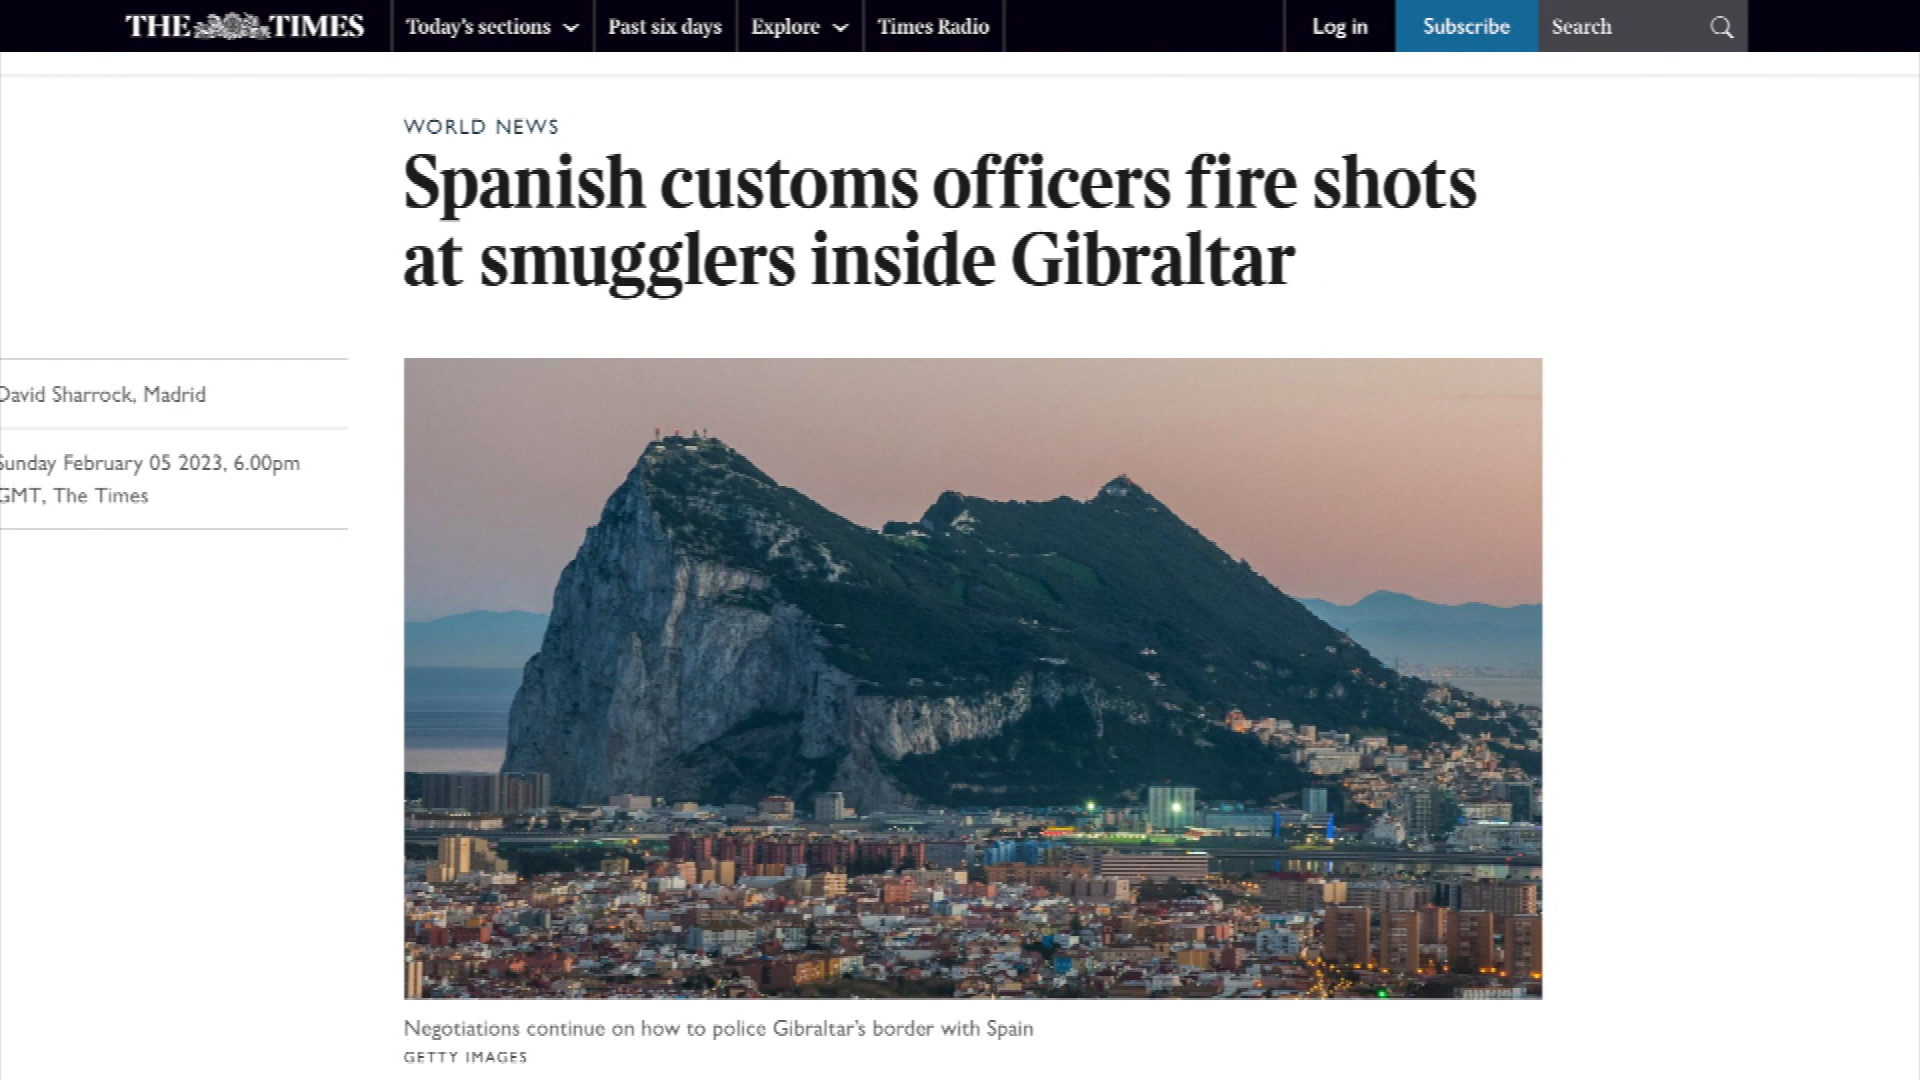 THE TIMES
Today's sections
Past six days
Explore
Times Radio
Log in
Subscribe
Search
WORLD NEWS
Spanish customs officers fire shots
at smugglers inside Gibraltar
David Sharrock, Madrid
Sunday February 05 2023, 6.00pm
GMT, The Times
Negotiations continue on how to police Gibraltar's border with Spain
GETTY IMAGES